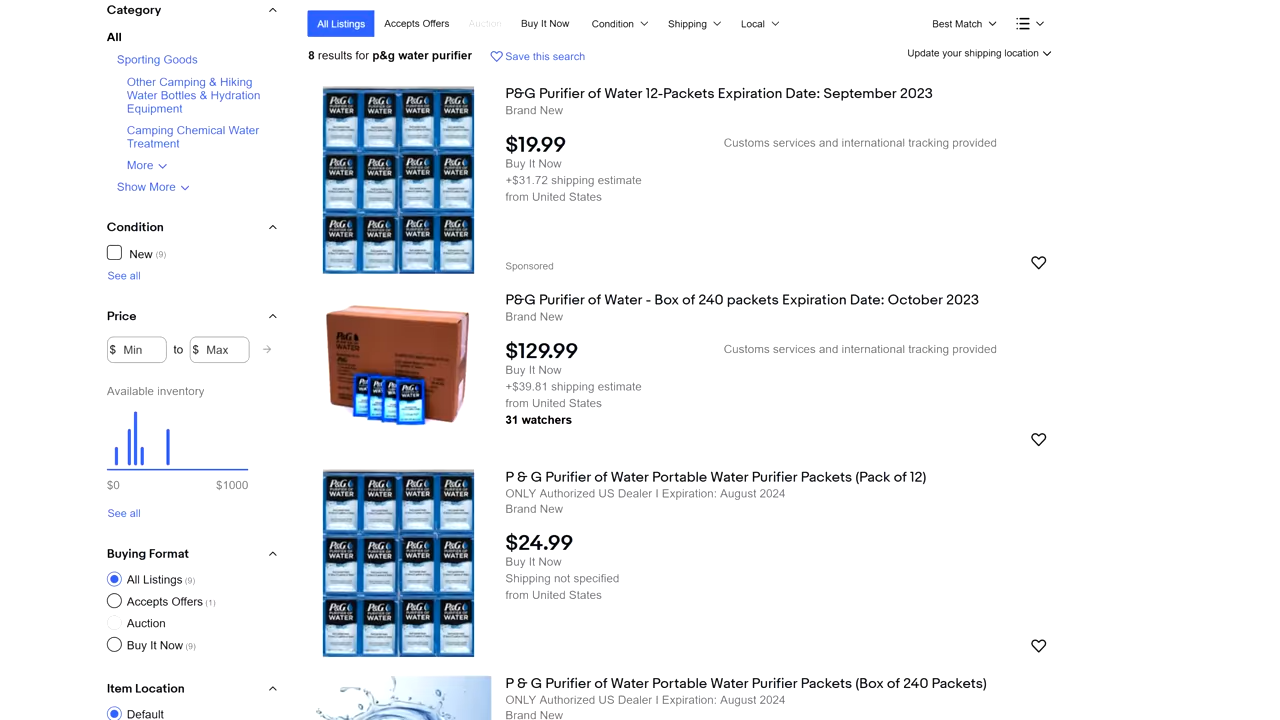 Category
All
Sporting Goods
Other Camping & Hiking
Water Bottles & Hydration
Equipment
Camping Chemical Water
Treatment
More
Show More
Condition
New (9)
See all
Price
$ Min to $ Max
Available inventory
$0 $1000
See all
Buying Format
All Listings (9)
Accepts Offers (1)
Auction
Buy It Now (9)
Item Location
Default
All Listings Accepts Offers Auction Buy It Now Condition Shipping Local Best Match
8 results for p&g water purifier Save this search Update your shipping location
P&G Purifier of Water 12-Packets Expiration Date: September 2023
Brand New
$19.99
Customs services and international tracking provided
Buy It Now
+$31.72 shipping estimate
from United States
Sponsored
P&G Purifier of Water - Box of 240 packets Expiration Date: October 2023
Brand New
$129.99
Customs services and international tracking provided
Buy It Now
+$39.81 shipping estimate
from United States
31 watchers
P & G Purifier of Water Portable Water Purifier Packets (Pack of 12)
ONLY Authorized US Dealer I Expiration: August 2024
Brand New
$24.99
Buy It Now
Shipping not specified
from United States
P & G Purifier of Water Portable Water Purifier Packets (Box of 240 Packets)
ONLY Authorized US Dealer I Expiration: August 2024
Brand New